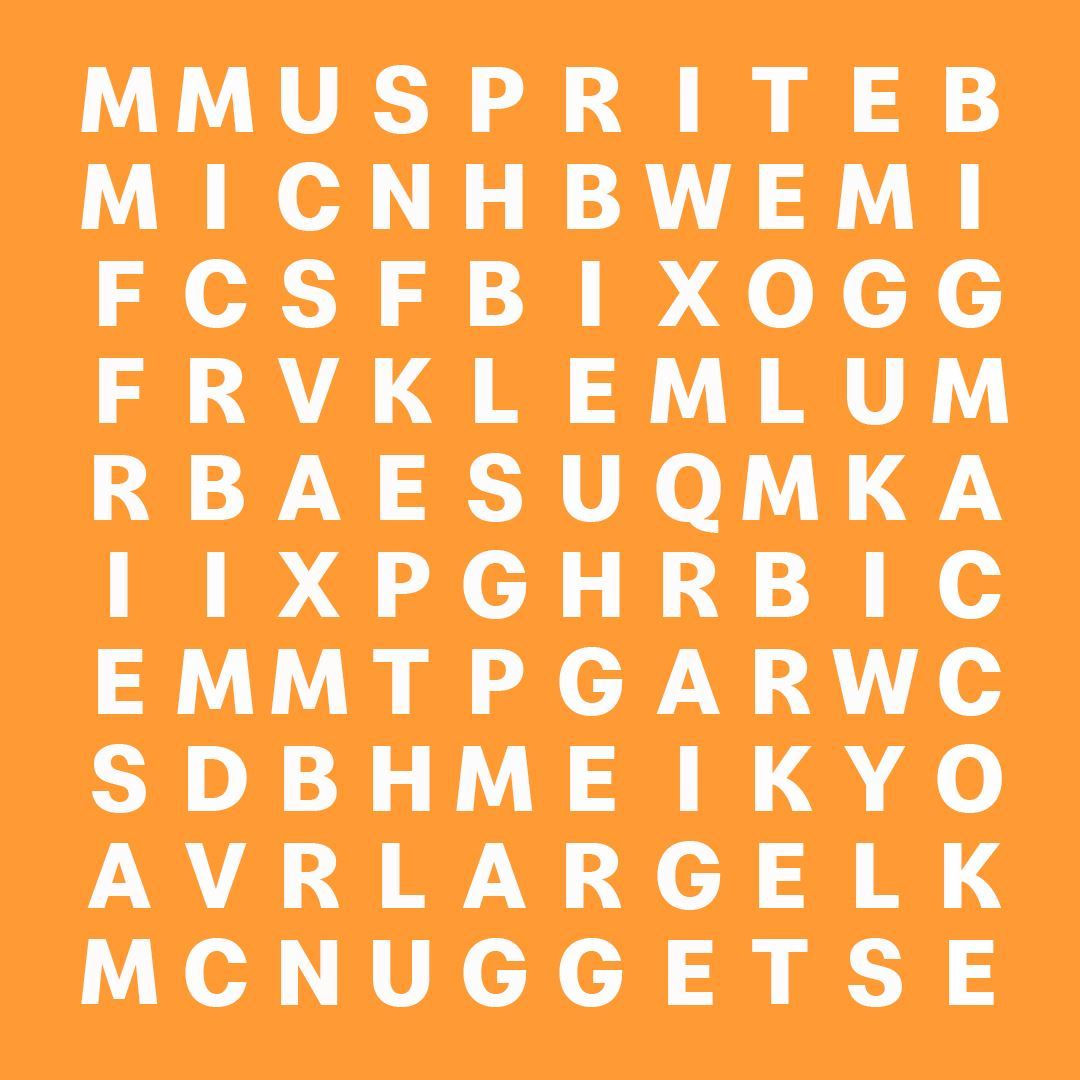 M M U S P R I T E B
M I C N H B W E M I
F C S F B I X O G G
F R V K L E M L U M
R B A E S U Q M K A
I I X P G H R B I C
E M M T P G A R W C
S D B H M E I K Y O
A V R L A R G E L K
M C N U G G E T S E